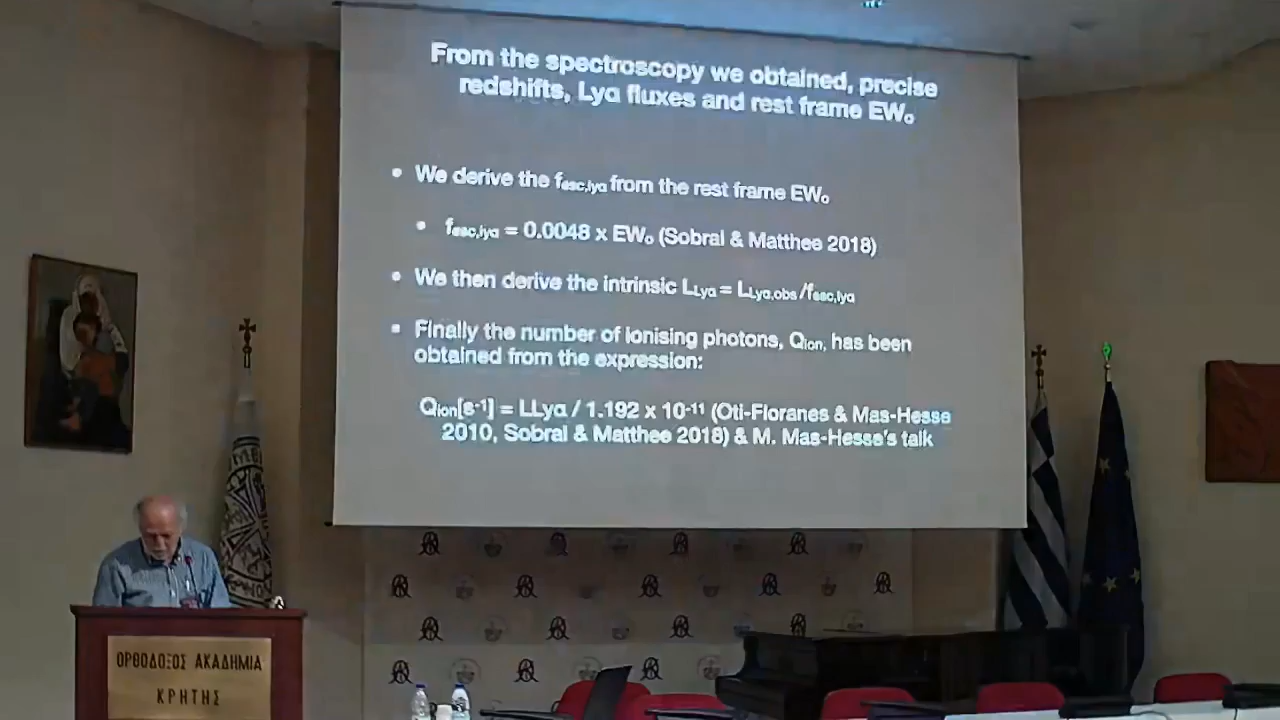 From the spectroscopy we obtained, precise
redshifts, Lyα fluxes and rest frame EW₀
• We derive the fesc,lya from the rest frame EW₀
• fesc,lya = 0.0048 x EW₀ (Sobral & Matthee 2018)
• We then derive the intrinsic LLyα = LLyα,obs/fesc,lya
• Finally the number of ionising photons, Qion, has been
obtained from the expression:
Qion[s⁻¹] = LLyα / 1.192 x 10⁻¹¹ (Oti-Floranes & Mas-Hesse
2010, Sobral & Matthee 2018) & M. Mas-Hesse's talk
ΟΡΘΟΔΟΞΟΣ ΑΚΑΔΗΜΙΑ
ΚΡΗΤΗΣ